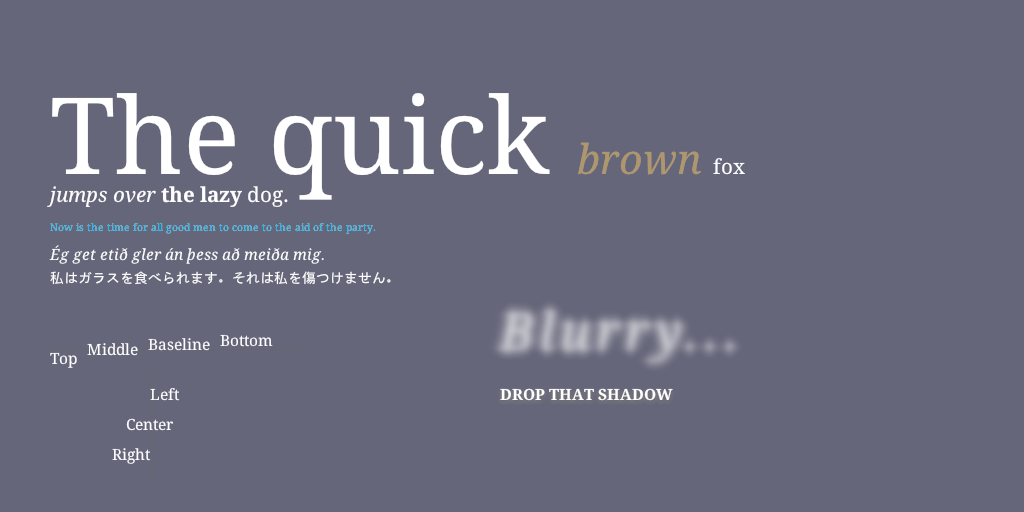 The quick brown fox
jumps over the lazy dog.
Now is the time for all good men to come to the aid of the party.
Ég get etið gler án þess að meiða mig.
私はガラスを食べられます。それは私を傷つけません。
Top Middle Baseline Bottom
Left
Center
Right
Blurry...
DROP THAT SHADOW